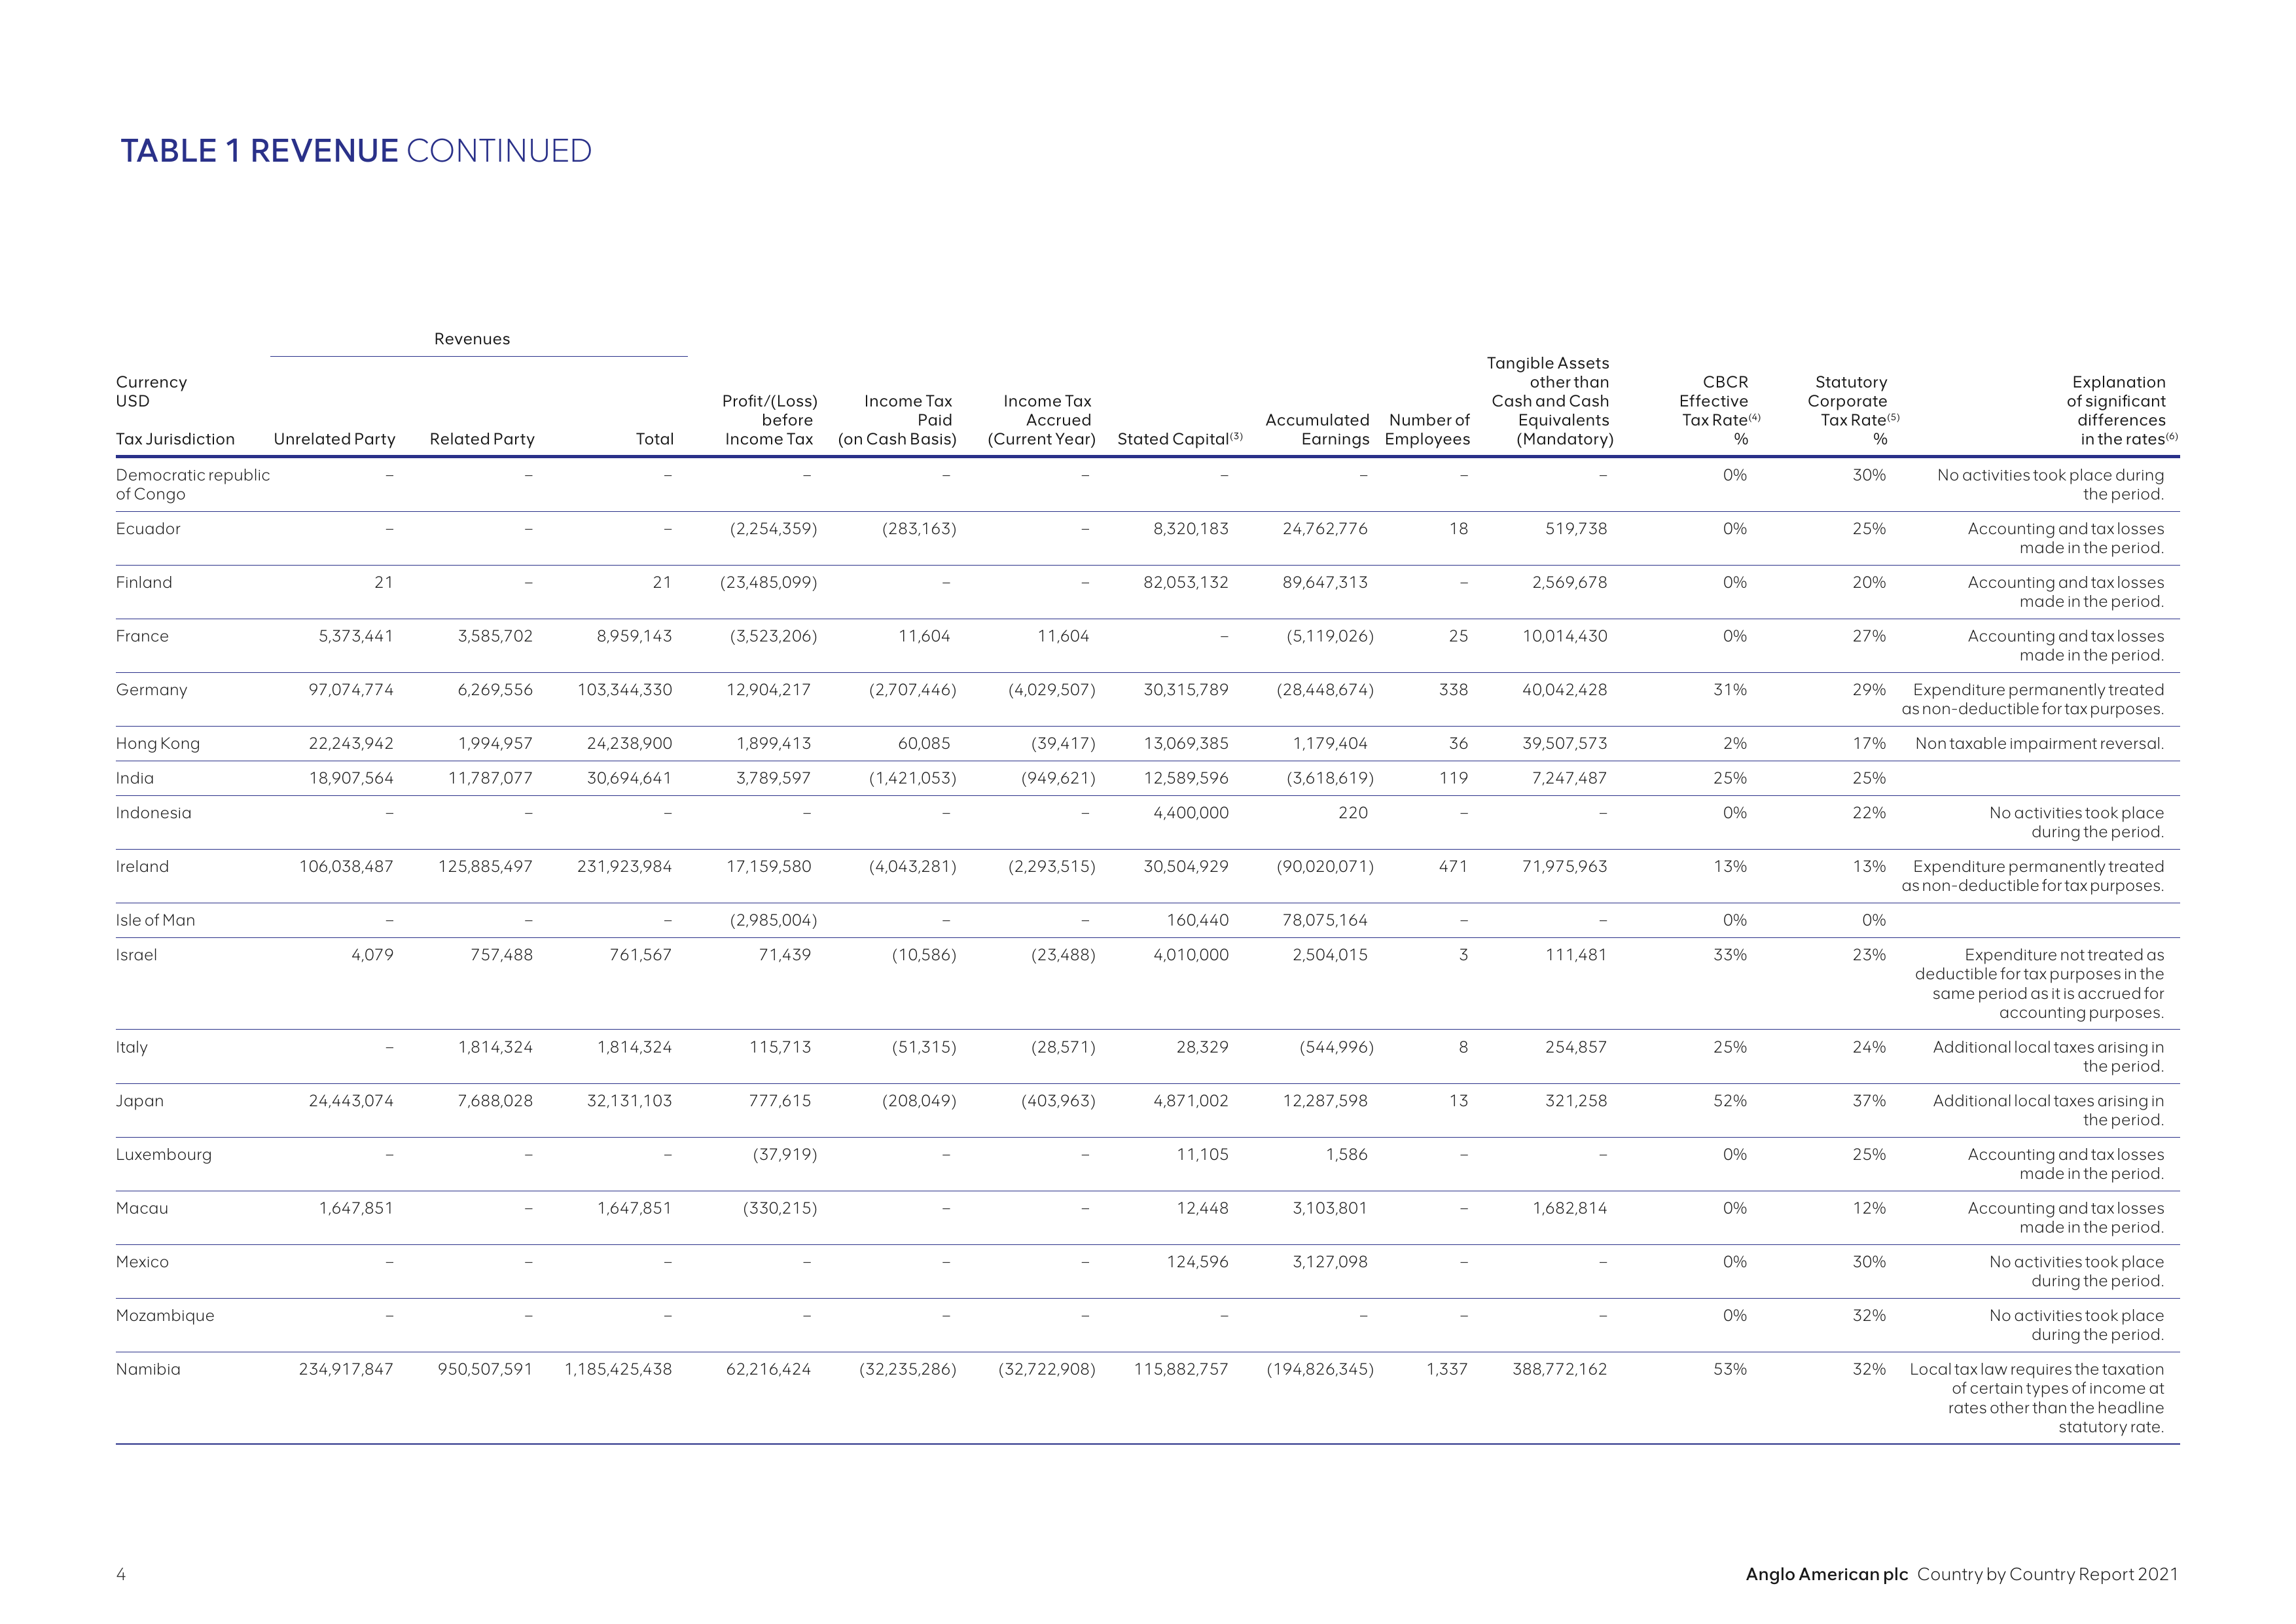 TABLE 1 REVENUE CONTINUED
Revenues
Currency
USD
Tax Jurisdiction Unrelated Party Related Party Total Profit/(Loss) before Income Tax Income Tax Paid (on Cash Basis) Income Tax Accrued (Current Year) Stated Capital(3) Accumulated Earnings Number of Employees Tangible Assets other than Cash and Cash Equivalents (Mandatory) CBCR Effective Tax Rate(4) % Statutory Corporate Tax Rate(5) % Explanation of significant differences in the rates(6)
Democratic republic – – – – – – – – – – 0% 30% No activities took place during
of Congo the period.
Ecuador – – – (2,254,359) (283,163) – 8,320,183 24,762,776 18 519,738 0% 25% Accounting and tax losses
made in the period.
Finland 21 – 21 (23,485,099) – – 82,053,132 89,647,313 – 2,569,678 0% 20% Accounting and tax losses
made in the period.
France 5,373,441 3,585,702 8,959,143 (3,523,206) 11,604 11,604 – (5,119,026) 25 10,014,430 0% 27% Accounting and tax losses
made in the period.
Germany 97,074,774 6,269,556 103,344,330 12,904,217 (2,707,446) (4,029,507) 30,315,789 (28,448,674) 338 40,042,428 31% 29% Expenditure permanently treated
as non-deductible for tax purposes.
Hong Kong 22,243,942 1,994,957 24,238,900 1,899,413 60,085 (39,417) 13,069,385 1,179,404 36 39,507,573 2% 17% Non taxable impairment reversal.
India 18,907,564 11,787,077 30,694,641 3,789,597 (1,421,053) (949,621) 12,589,596 (3,618,619) 119 7,247,487 25% 25%
Indonesia – – – – – – 4,400,000 220 – – 0% 22% No activities took place
during the period.
Ireland 106,038,487 125,885,497 231,923,984 17,159,580 (4,043,281) (2,293,515) 30,504,929 (90,020,071) 471 71,975,963 13% 13% Expenditure permanently treated
as non-deductible for tax purposes.
Isle of Man – – – (2,985,004) – – 160,440 78,075,164 – – 0% 0%
Israel 4,079 757,488 761,567 71,439 (10,586) (23,488) 4,010,000 2,504,015 3 111,481 33% 23% Expenditure not treated as
deductible for tax purposes in the
same period as it is accrued for
accounting purposes.
Italy – 1,814,324 1,814,324 115,713 (51,315) (28,571) 28,329 (544,996) 8 254,857 25% 24% Additional local taxes arising in
the period.
Japan 24,443,074 7,688,028 32,131,103 777,615 (208,049) (403,963) 4,871,002 12,287,598 13 321,258 52% 37% Additional local taxes arising in
the period.
Luxembourg – – – (37,919) – – 11,105 1,586 – – 0% 25% Accounting and tax losses
made in the period.
Macau 1,647,851 – 1,647,851 (330,215) – – 12,448 3,103,801 – 1,682,814 0% 12% Accounting and tax losses
made in the period.
Mexico – – – – – – 124,596 3,127,098 – – 0% 30% No activities took place
during the period.
Mozambique – – – – – – – – – – 0% 32% No activities took place
during the period.
Namibia 234,917,847 950,507,591 1,185,425,438 62,216,424 (32,235,286) (32,722,908) 115,882,757 (194,826,345) 1,337 388,772,162 53% 32% Local tax law requires the taxation
of certain types of income at
rates other than the headline
statutory rate.
4
Anglo American plc Country by Country Report 2021